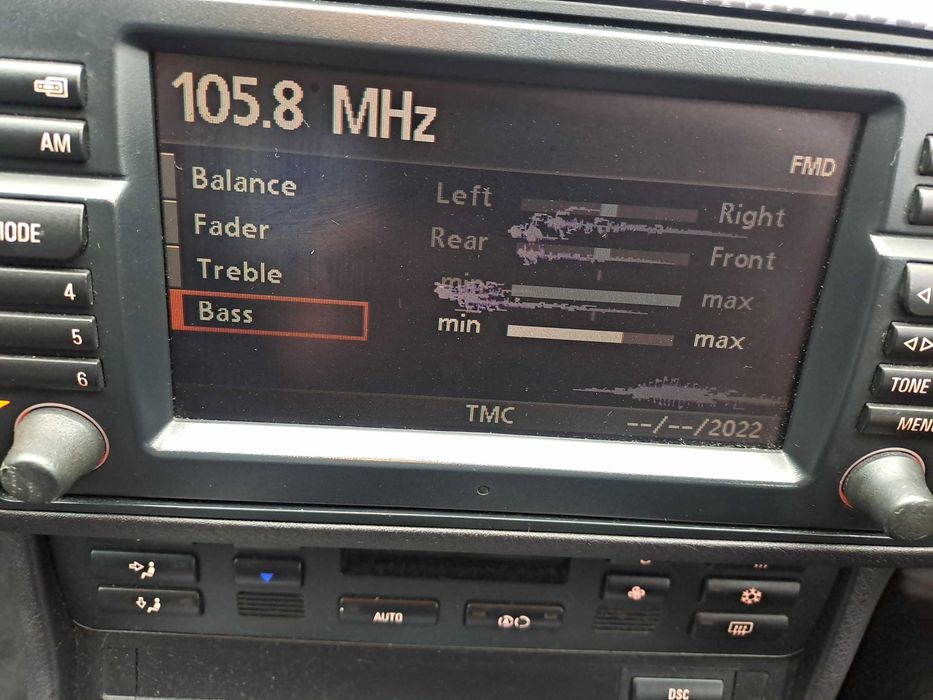 105.8 MHz
FMD
AM
MODE
Balance Left Right
Fader Rear Front
Treble min max
Bass min max
4
5
6
TMC --/--/2022
TONE
MENU
AUTO
DSC